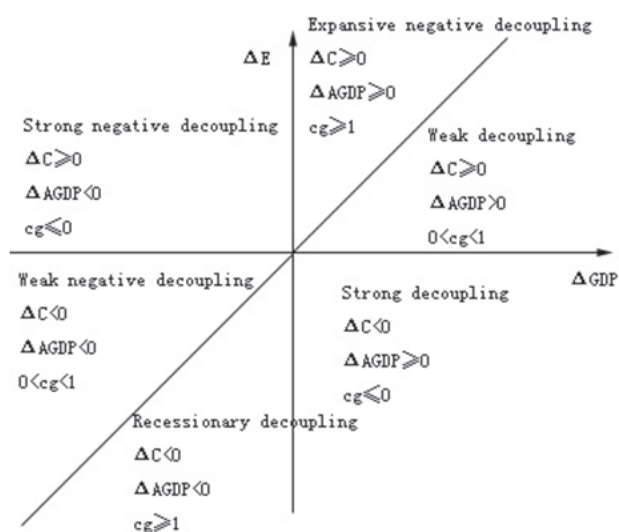 Expansive negative decoupling
ΔE
ΔC≥0
ΔAGDP≥0
cg≥1
Strong negative decoupling
ΔC≥0
ΔAGDP<0
cg≤0
Weak decoupling
ΔC≥0
ΔAGDP>0
0<cg<1
ΔGDP
Weak negative decoupling
ΔC<0
ΔAGDP<0
0<cg<1
Strong decoupling
ΔC<0
ΔAGDP≥0
cg≤0
Recessionary decoupling
ΔC<0
ΔAGDP<0
cg≥1